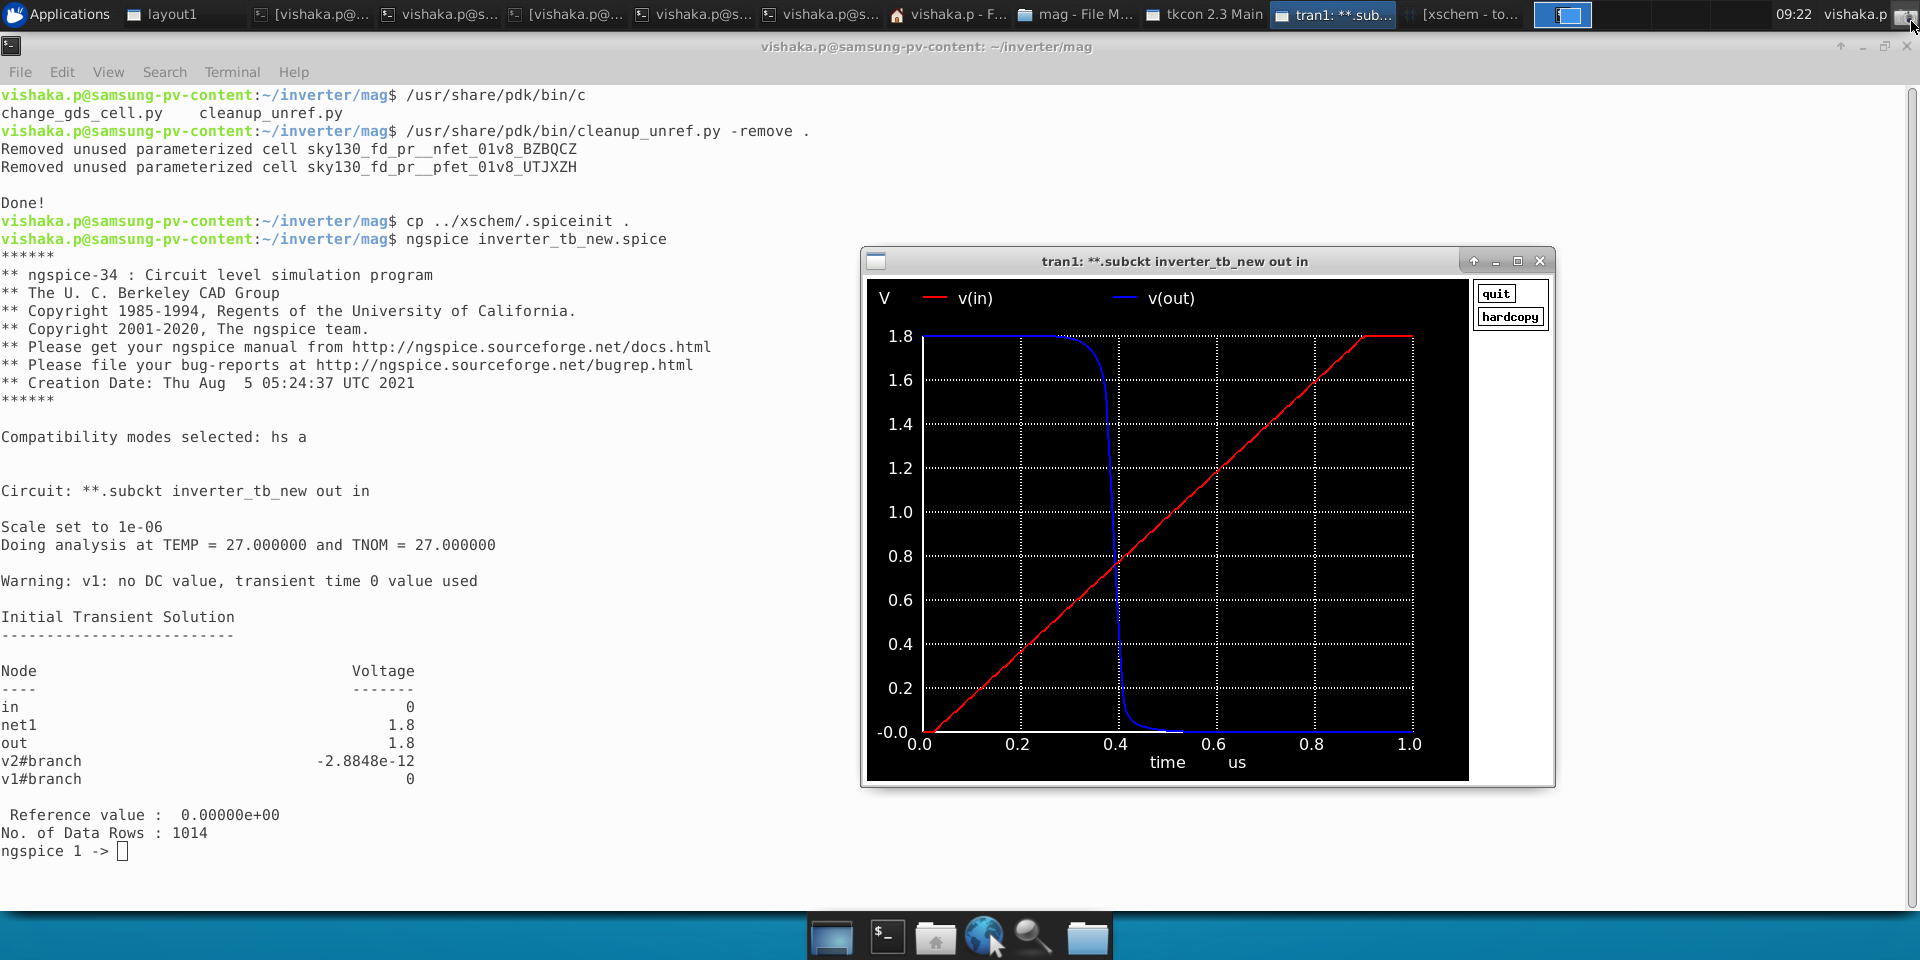 Applications layout1 [vishaka.p@... vishaka.p@s... [vishaka.p@... vishaka.p@s... vishaka.p@s... vishaka.p - F... mag - File M... tkcon 2.3 Main tran1: **.sub... [xschem - to... 09:22 vishaka.p
vishaka.p@samsung-pv-content: ~/inverter/mag
File Edit View Search Terminal Help
vishaka.p@samsung-pv-content:~/inverter/mag$ /usr/share/pdk/bin/c
change_gds_cell.py    cleanup_unref.py
vishaka.p@samsung-pv-content:~/inverter/mag$ /usr/share/pdk/bin/cleanup_unref.py -remove .
Removed unused parameterized cell sky130_fd_pr__nfet_01v8_BZBQCZ
Removed unused parameterized cell sky130_fd_pr__pfet_01v8_UTJXZH
Done!
vishaka.p@samsung-pv-content:~/inverter/mag$ cp ../xschem/.spiceinit .
vishaka.p@samsung-pv-content:~/inverter/mag$ ngspice inverter_tb_new.spice
******
** ngspice-34 : Circuit level simulation program
** The U. C. Berkeley CAD Group
** Copyright 1985-1994, Regents of the University of California.
** Copyright 2001-2020, The ngspice team.
** Please get your ngspice manual from http://ngspice.sourceforge.net/docs.html
** Please file your bug-reports at http://ngspice.sourceforge.net/bugrep.html
** Creation Date: Thu Aug  5 05:24:37 UTC 2021
******
Compatibility modes selected: hs a
Circuit: **.subckt inverter_tb_new out in
Scale set to 1e-06
Doing analysis at TEMP = 27.000000 and TNOM = 27.000000
Warning: v1: no DC value, transient time 0 value used
Initial Transient Solution
--------------------------
Node                                   Voltage
----                                   -------
in                                           0
net1                                       1.8
out                                        1.8
v2#branch                          -2.8848e-12
v1#branch                                    0
Reference value :  0.00000e+00
No. of Data Rows : 1014
ngspice 1 ->
tran1: **.subckt inverter_tb_new out in
V v(in) v(out)
quit
hardcopy
1.8
1.6
1.4
1.2
1.0
0.8
0.6
0.4
0.2
-0.0
0.0 0.2 0.4 0.6 0.8 1.0
time us
$_